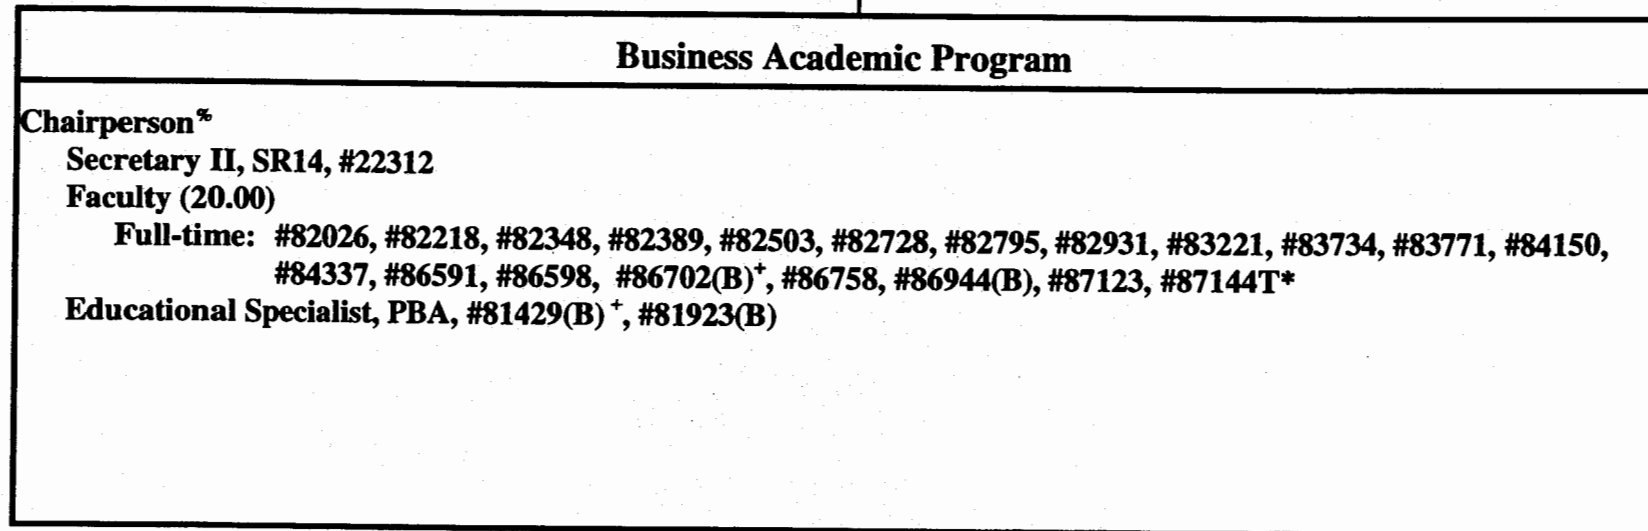 Business Academic Program
Chairperson%
Secretary II, SR14, #22312
Faculty (20.00)
Full-time: #82026, #82218, #82348, #82389, #82503, #82728, #82795, #82931, #83221, #83734, #83771, #84150,
#84337, #86591, #86598, #86702(B)+, #86758, #86944(B), #87123, #87144T*
Educational Specialist, PBA, #81429(B) +, #81923(B)